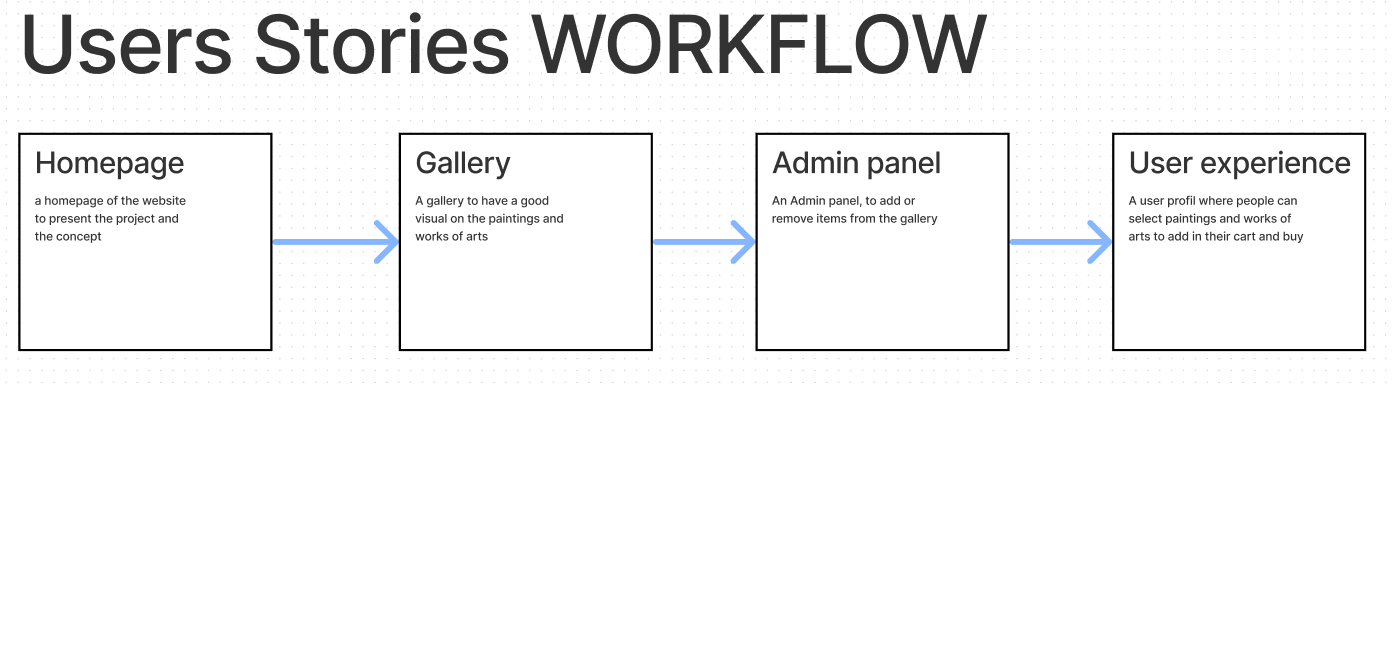 Users Stories WORKFLOW
Homepage
a homepage of the website
to present the project and
the concept
Gallery
A gallery to have a good
visual on the paintings and
works of arts
Admin panel
An Admin panel, to add or
remove items from the gallery
User experience
A user profil where people can
select paintings and works of
arts to add in their cart and buy